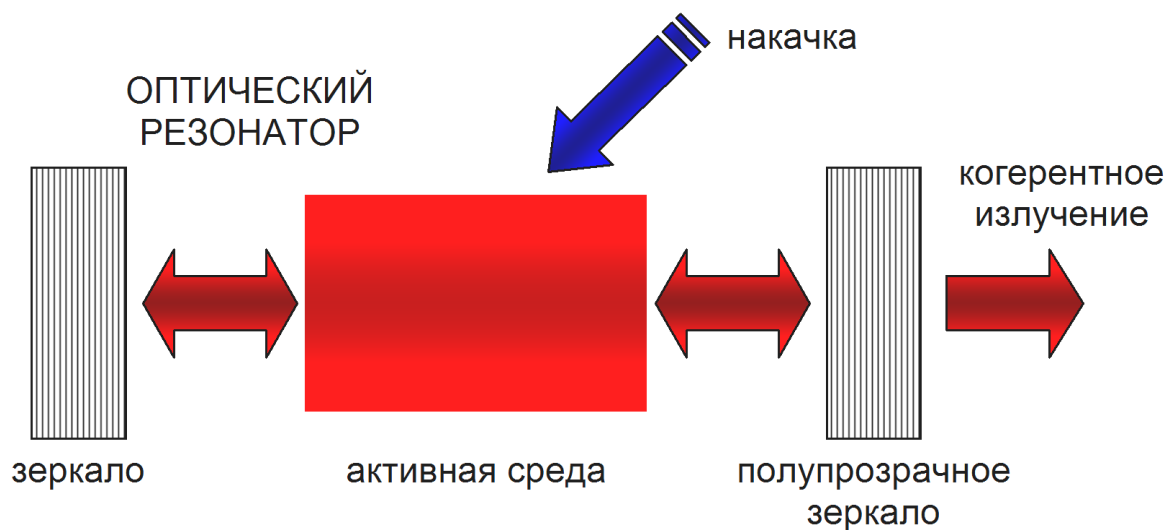 накачка
ОПТИЧЕСКИЙ
РЕЗОНАТОР
когерентное
излучение
зеркало
активная среда
полупрозрачное
зеркало